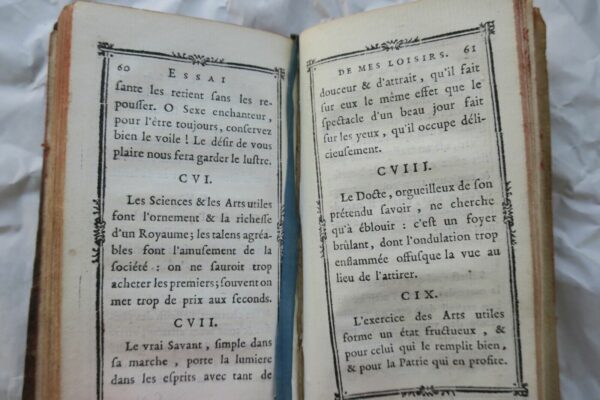 60 ESSAI
sante les retient sans les re-
pousser. O Sexe enchanteur,
pour l'être toujours, conservez
bien le voile ! Le désir de vous
plaire nous fera garder le lustre.
CVI.
Les Sciences & les Arts utiles
font l'ornement & la richesse
d'un Royaume; les talens agréa-
bles font l'amusement de la
société : on ne sauroit trop
acheter les premiers; souvent on
met trop de prix aux seconds.
CVII.
Le vrai Savant, simple dans
sa marche, porte la lumiere
dans les esprits avec tant de
DE MES LOISIRS. 61
douceur & d'attrait, qu'il fait
sur eux le même effet que le
spectacle d'un beau jour fait
sur les yeux, qu'il occupe déli-
cieusement.
CVIII.
Le Docte, orgueilleux de son
prétendu savoir, ne cherche
qu'à éblouir : c'est un foyer
brûlant, dont l'ondulation trop
enflammée offusque la vue au
lieu de l'attirer.
CIX.
L'exercice des Arts utiles
forme un état fructueux, &
pour celui qui le remplit bien,
& pour la Patrie qui en profite.